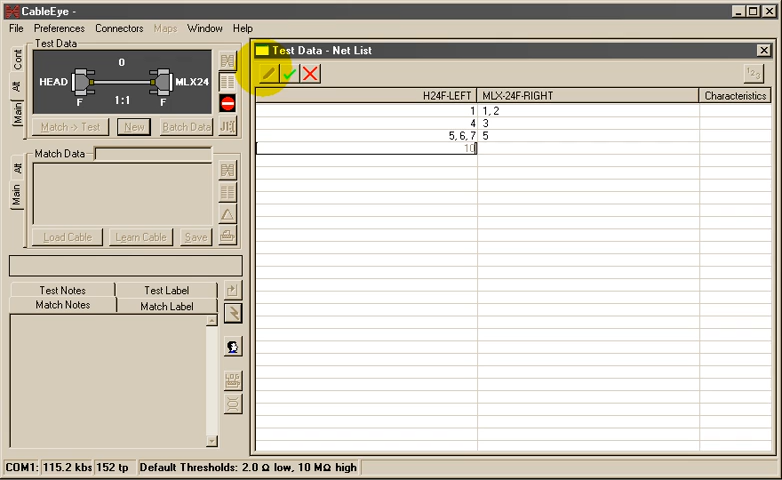 CableEye -
File Preferences Connectors Maps Window Help
Test Data
Cont
Alt
Main
0
HEAD MLX24
F 1:1 F
Match -> Test New Batch Data
Match Data
Alt
Main
Load Cable Learn Cable Save
Test Notes Test Label
Match Notes Match Label
LOG
Test Data - Net List
123
H24F-LEFT MLX-24F-RIGHT Characteristics
1 1, 2
4 3
5, 6, 7 5
10
COM1: 115.2 kbs 152 tp Default Thresholds: 2.0 Ω low, 10 MΩ high